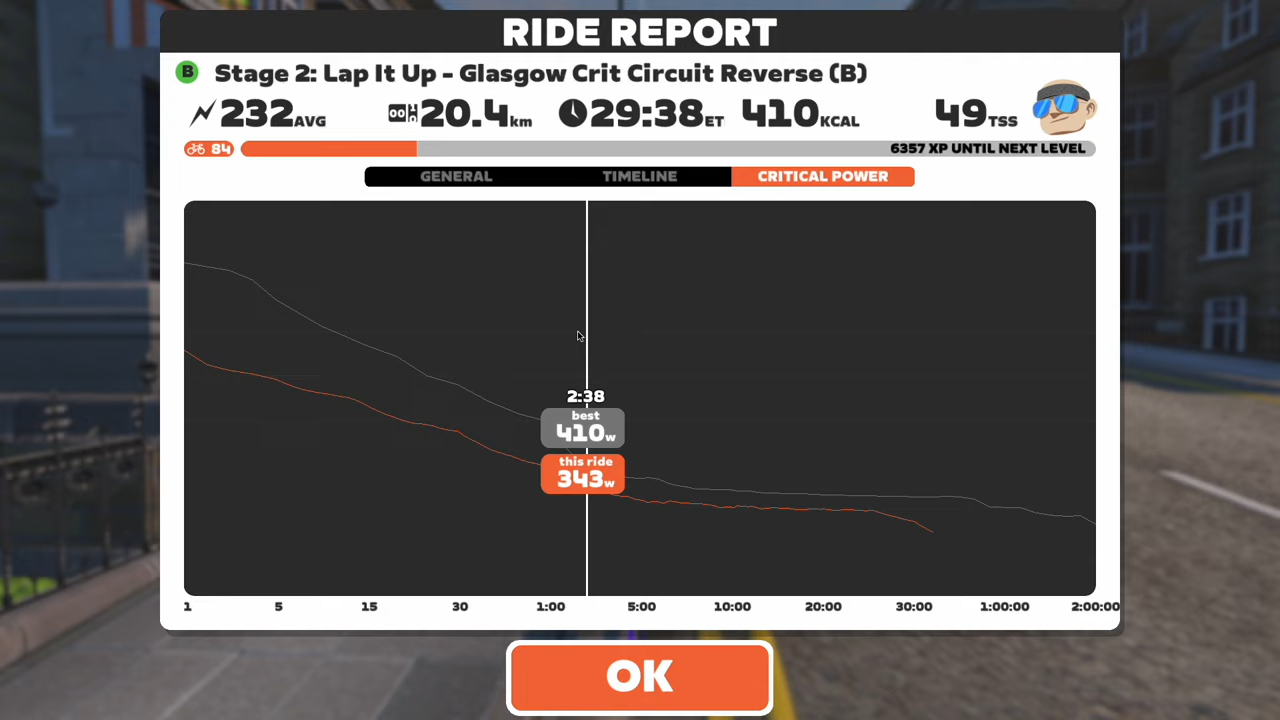 RIDE REPORT
B Stage 2: Lap It Up - Glasgow Crit Circuit Reverse (B)
232AVG 20.4km 29:38ET 410KCAL 49TSS
84 6357 XP UNTIL NEXT LEVEL
GENERAL TIMELINE CRITICAL POWER
2:38
best
410w
this ride
343w
1 5 15 30 1:00 5:00 10:00 20:00 30:00 1:00:00 2:00:00
OK